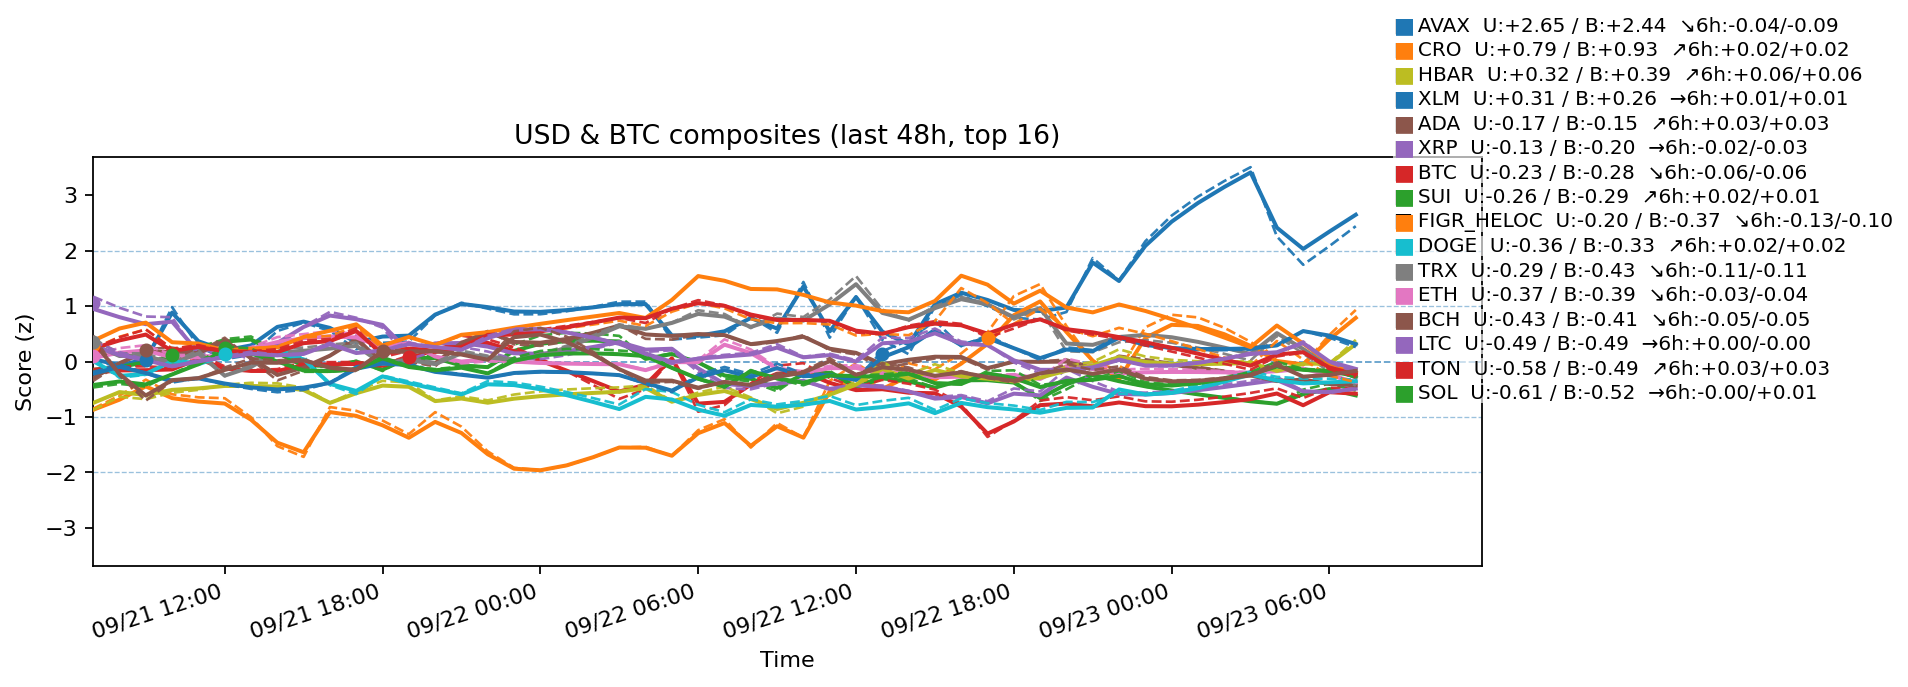 AVAX  U:+2.65 / B:+2.44  ↘6h:-0.04/-0.09
CRO  U:+0.79 / B:+0.93  ↗6h:+0.02/+0.02
HBAR  U:+0.32 / B:+0.39  ↗6h:+0.06/+0.06
XLM  U:+0.31 / B:+0.26  →6h:+0.01/+0.01
ADA  U:-0.17 / B:-0.15  ↗6h:+0.03/+0.03
XRP  U:-0.13 / B:-0.20  →6h:-0.02/-0.03
BTC  U:-0.23 / B:-0.28  ↘6h:-0.06/-0.06
SUI  U:-0.26 / B:-0.29  ↗6h:+0.02/+0.01
FIGR_HELOC  U:-0.20 / B:-0.37  ↘6h:-0.13/-0.10
DOGE  U:-0.36 / B:-0.33  ↗6h:+0.02/+0.02
TRX  U:-0.29 / B:-0.43  ↘6h:-0.11/-0.11
ETH  U:-0.37 / B:-0.39  ↘6h:-0.03/-0.04
BCH  U:-0.43 / B:-0.41  ↘6h:-0.05/-0.05
LTC  U:-0.49 / B:-0.49  →6h:+0.00/-0.00
TON  U:-0.58 / B:-0.49  ↗6h:+0.03/+0.03
SOL  U:-0.61 / B:-0.52  →6h:-0.00/+0.01
USD & BTC composites (last 48h, top 16)
Score (z)
3
2
1
0
−1
−2
−3
09/21 12:00
09/21 18:00
09/22 00:00
09/22 06:00
09/22 12:00
09/22 18:00
09/23 00:00
09/23 06:00
Time